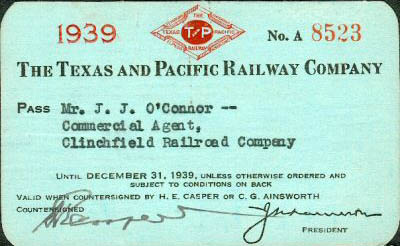 1939
THE
TEXAS T&P PACIFIC
RAILWAY
No. A 8523
THE TEXAS AND PACIFIC RAILWAY COMPANY
PASS Mr. J. J. O'Connor --
Commercial Agent,
Clinchfield Railroad Company
UNTIL DECEMBER 31, 1939, UNLESS OTHERWISE ORDERED AND
SUBJECT TO CONDITIONS ON BACK
VALID WHEN COUNTERSIGNED BY H. E. CASPER OR C. G. AINSWORTH
COUNTERSIGNED
HECasper
PRESIDENT